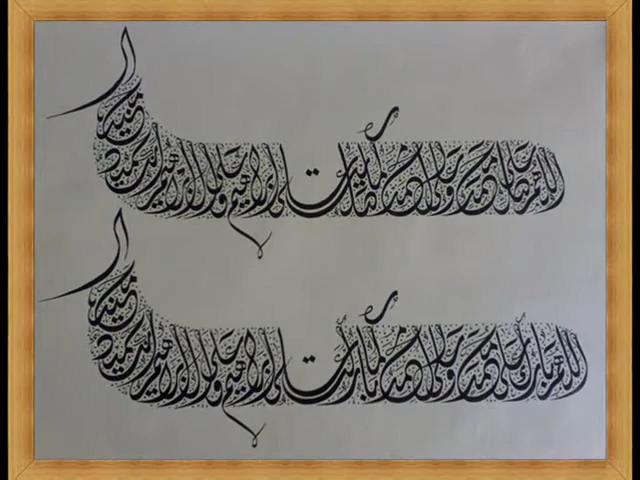 اللهم صل على محمد وعلى آل محمد كما صليت على إبراهيم وعلى آل إبراهيم إنك حميد مجيد
اللهم بارك على محمد وعلى آل محمد كما باركت على إبراهيم وعلى آل إبراهيم إنك حميد مجيد